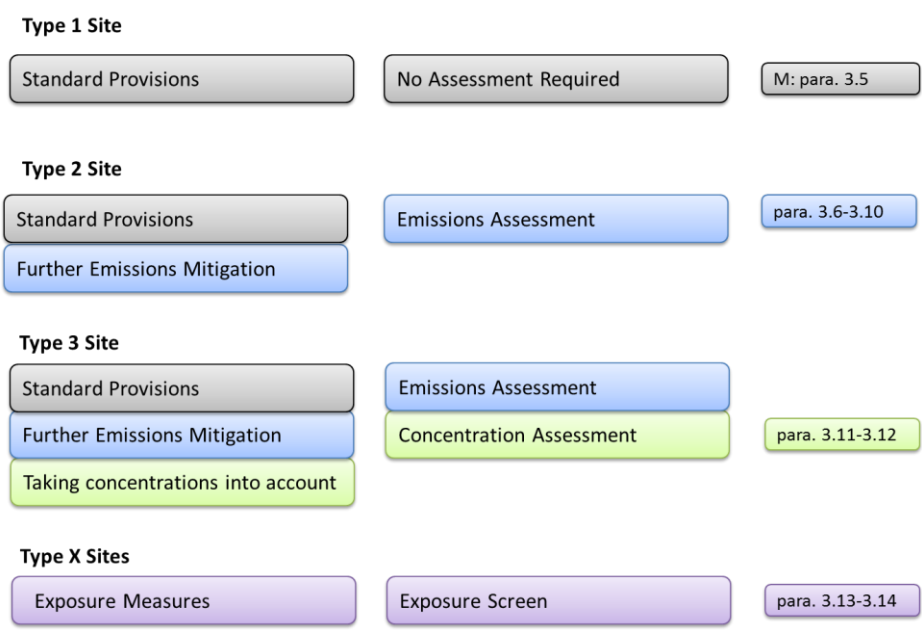 Type 1 Site
Standard Provisions
No Assessment Required
M: para. 3.5
Type 2 Site
Standard Provisions
Emissions Assessment
para. 3.6-3.10
Further Emissions Mitigation
Type 3 Site
Standard Provisions
Emissions Assessment
Further Emissions Mitigation
Concentration Assessment
para. 3.11-3.12
Taking concentrations into account
Type X Sites
Exposure Measures
Exposure Screen
para. 3.13-3.14